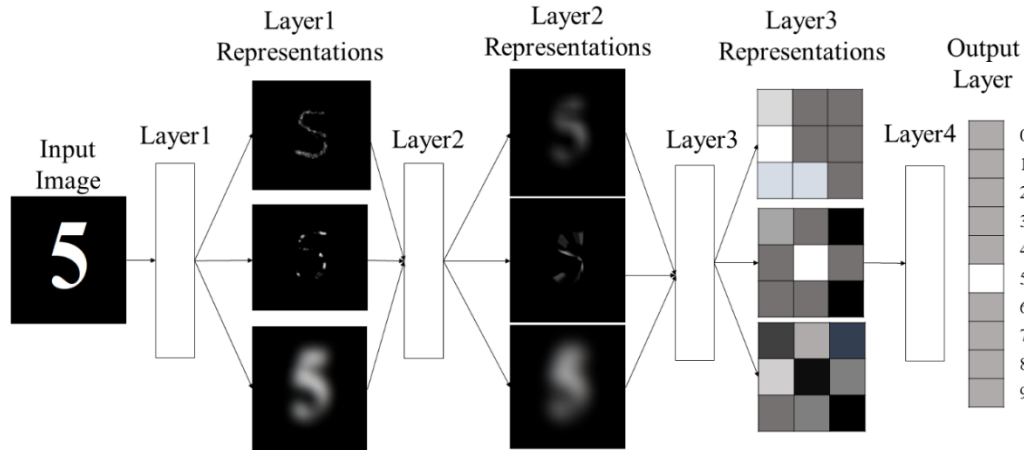 Layer1
Representations
Layer2
Representations
Layer3
Representations
Output
Layer
Input
Image
Layer1
Layer2
Layer3
Layer4
5
0
1
2
3
4
5
6
7
8
9